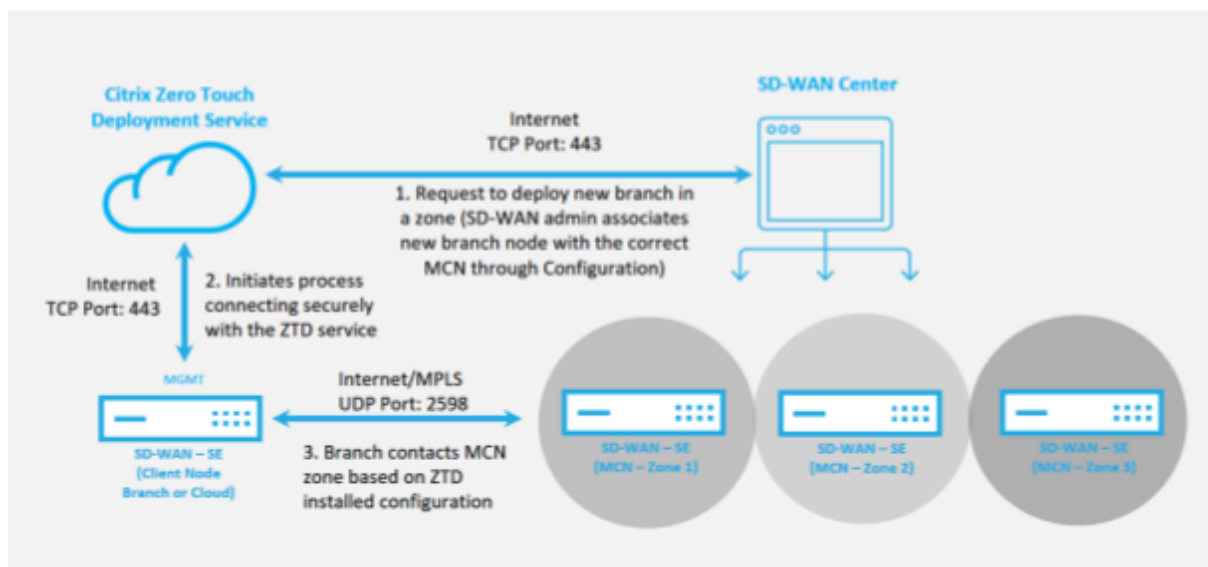 Citrix Zero Touch
Deployment Service
SD-WAN Center
Internet
TCP Port: 443
1. Request to deploy new branch in
a zone (SD-WAN admin associates
new branch node with the correct
MCN through Configuration)
Internet
TCP Port: 443
2. Initiates process
connecting securely
with the ZTD service
MGMT
SD-WAN – SE
(Client Node
Branch or Cloud)
Internet/MPLS
UDP Port: 2598
3. Branch contacts MCN
zone based on ZTD
installed configuration
SD-WAN – SE
(MCN – Zone 1)
SD-WAN – SE
(MCN – Zone 2)
SD-WAN – SE
(MCN – Zone 3)